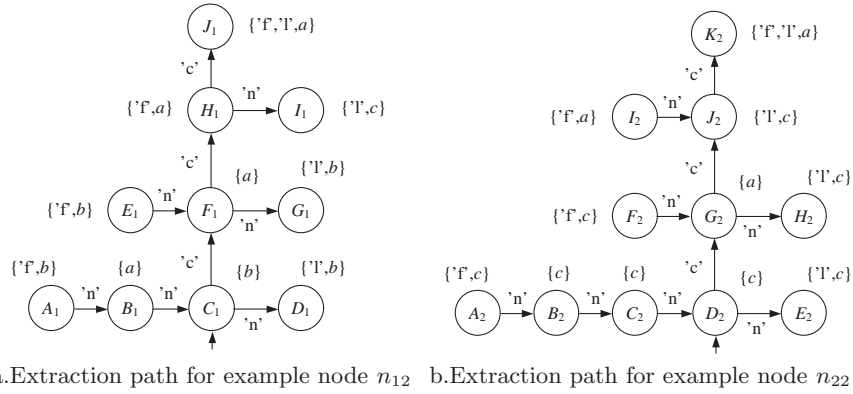 J1 {'f','l',a} K2 {'f','l',a}
'c' 'c'
{'f',a} H1 'n' I1 {'l',c} {'f',a} I2 'n' J2 {'l',c}
'c' 'c'
{'f',b} E1 'n' F1 {a} 'n' G1 {'l',b} {'f',c} F2 'n' G2 {a} 'n' H2 {'l',c}
'c' 'c'
{'f',b} {a} {b} {'l',b} {'f',c} {c} {c} {c} {'l',c}
A1 'n' B1 'n' C1 'n' D1 A2 'n' B2 'n' C2 'n' D2 'n' E2
.Extraction path for example node n12 b.Extraction path for example node n22